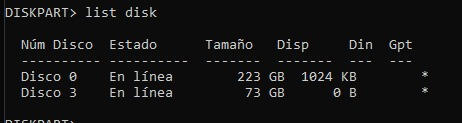 DISKPART> list disk
Núm Disco  Estado      Tamaño   Disp     Din  Gpt
---------- ----------  -------  -------  ---  ---
Disco 0    En línea        223 GB  1024 KB        *
Disco 3    En línea         73 GB      0 B        *
DISKPART>